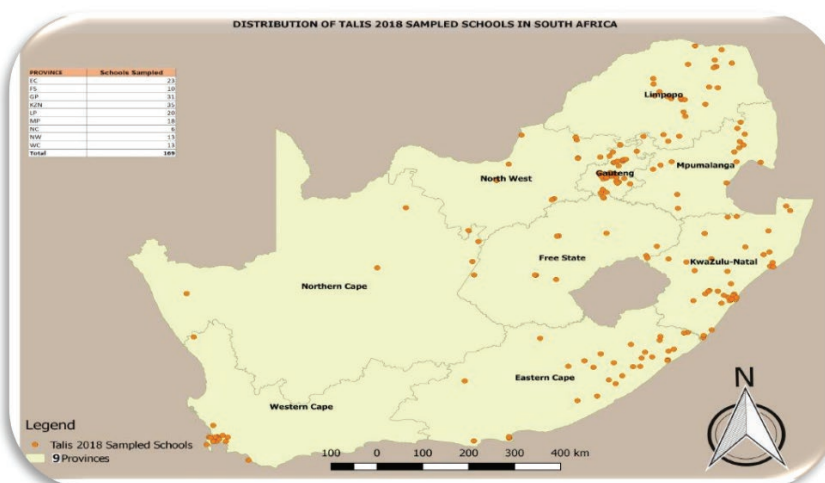 DISTRIBUTION OF TALIS 2018 SAMPLED SCHOOLS IN SOUTH AFRICA
PROVINCE Schools Sampled
EC 23
FS 10
GP 31
KZN 35
LP 20
MP 18
NC 6
NW 13
WC 13
Total 169
Limpopo
Mpumalanga
Gauteng
North West
KwaZulu-Natal
Free State
Northern Cape
Eastern Cape
Western Cape
N
Legend
Talis 2018 Sampled Schools
9 Provinces
100 0 100 200 300 400 km